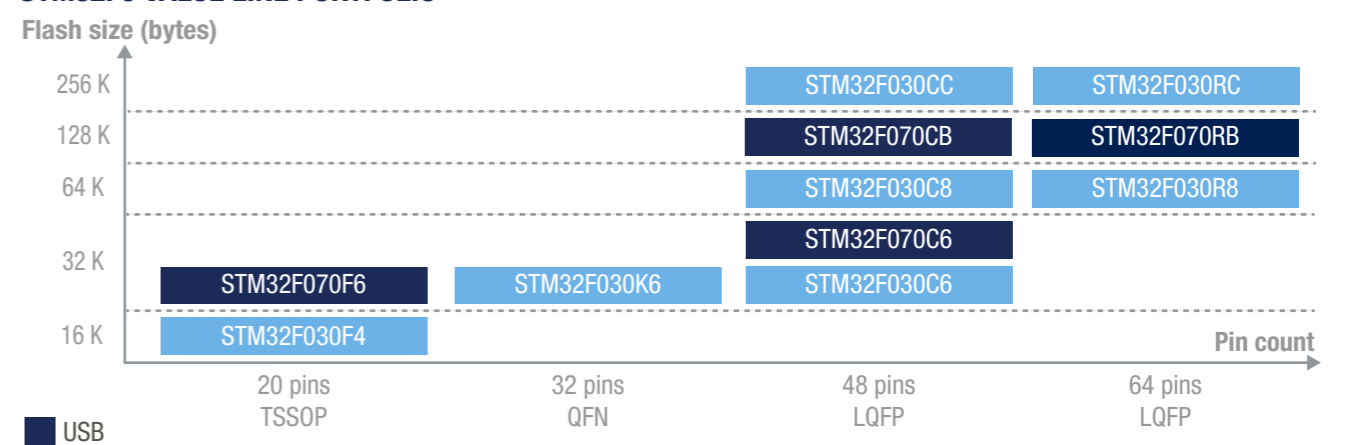 Flash size (bytes)
256 K STM32F030CC STM32F030RC
128 K STM32F070CB STM32F070RB
64 K STM32F030C8 STM32F030R8
STM32F070C6
32 K
STM32F070F6 STM32F030K6 STM32F030C6
16 K STM32F030F4
Pin count
20 pins 32 pins 48 pins 64 pins
TSSOP QFN LQFP LQFP
USB